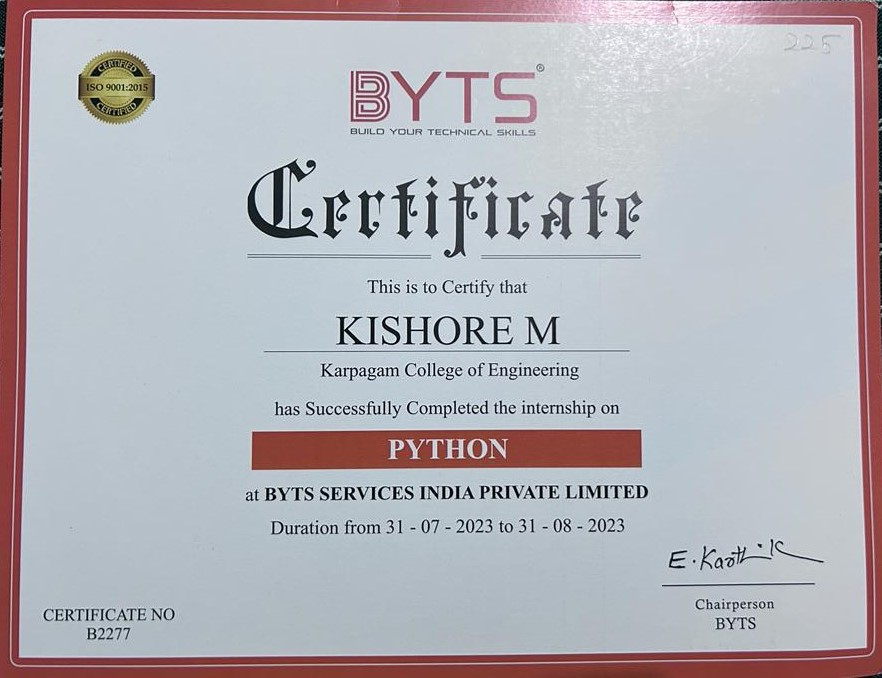 225
CERTIFIED
ISO 9001:2015
CERTIFIED
BYTS®
BUILD YOUR TECHNICAL SKILLS
Certificate
This is to Certify that
KISHORE M
Karpagam College of Engineering
has Successfully Completed the internship on
PYTHON
at BYTS SERVICES INDIA PRIVATE LIMITED
Duration from 31 - 07 - 2023 to 31 - 08 - 2023
E. Karthik
Chairperson
BYTS
CERTIFICATE NO
B2277